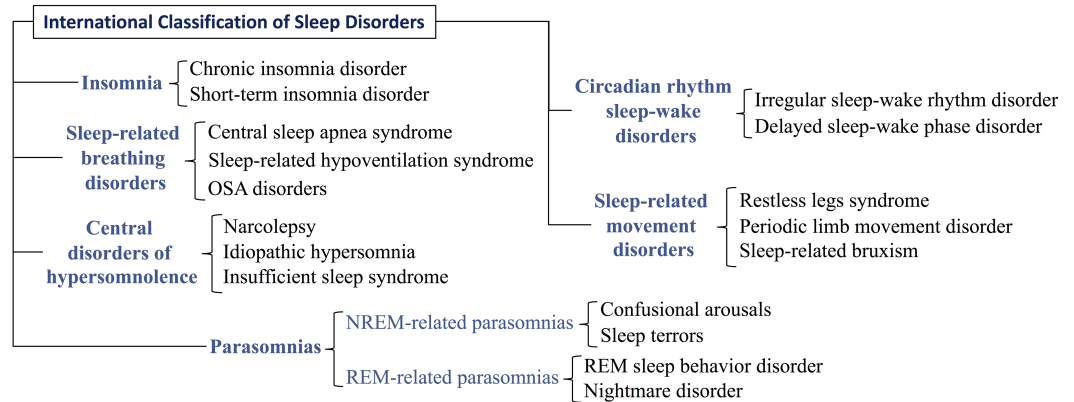 International Classification of Sleep Disorders
Insomnia
Chronic insomnia disorder
Short-term insomnia disorder
Sleep-related
breathing
disorders
Central sleep apnea syndrome
Sleep-related hypoventilation syndrome
OSA disorders
Central
disorders of
hypersomnolence
Narcolepsy
Idiopathic hypersomnia
Insufficient sleep syndrome
Parasomnias
NREM-related parasomnias
Confusional arousals
Sleep terrors
REM-related parasomnias
REM sleep behavior disorder
Nightmare disorder
Circadian rhythm
sleep-wake
disorders
Irregular sleep-wake rhythm disorder
Delayed sleep-wake phase disorder
Sleep-related
movement
disorders
Restless legs syndrome
Periodic limb movement disorder
Sleep-related bruxism